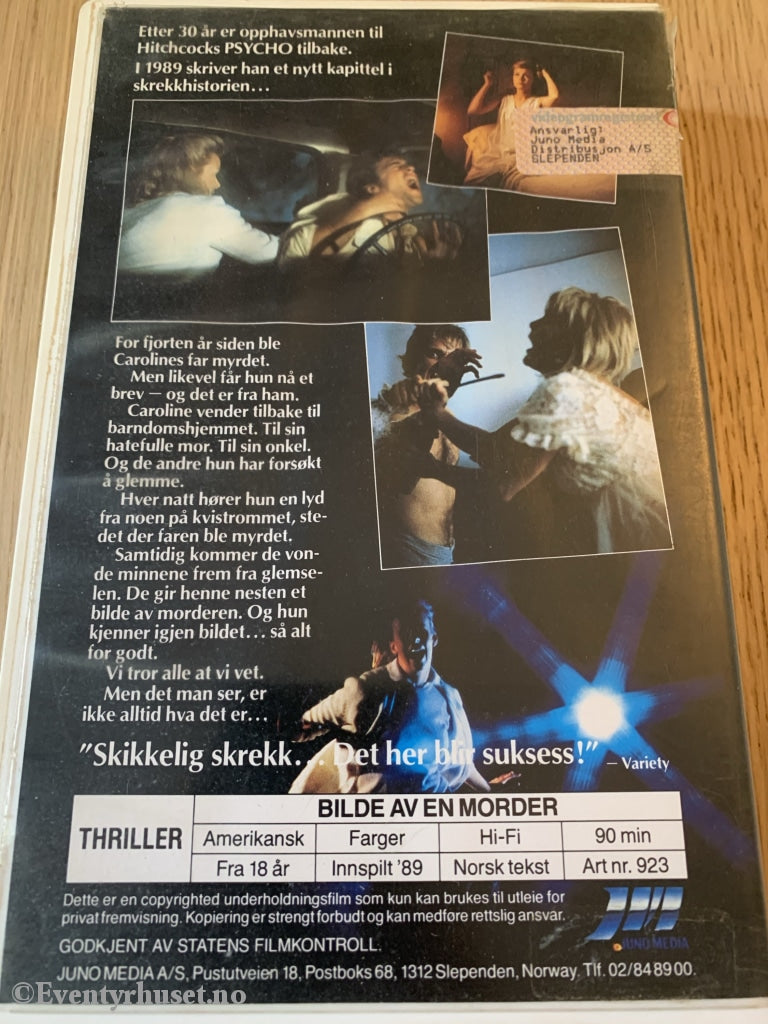 Etter 30 år er opphavsmannen til
Hitchcocks PSYCHO tilbake.
I 1989 skriver han et nytt kapittel i
skrekkhistorien...
videogramregisteret
Ansvarlig:
Juno Media
Distribusjon A/S
SLEPENDEN
For fjorten år siden ble
Carolines far myrdet.
Men likevel får hun nå et
brev – og det er fra ham.
Caroline vender tilbake til
barndomshjemmet. Til sin
hatefulle mor. Til sin onkel.
Og de andre hun har forsøkt
å glemme.
Hver natt hører hun en lyd
fra noen på kvistrommet, ste-
det der faren ble myrdet.
Samtidig kommer de von-
de minnene frem fra glemse-
len. De gir henne nesten et
bilde av morderen. Og hun
kjenner igjen bildet... så alt
for godt.
Vi tror alle at vi vet.
Men det man ser, er
ikke alltid hva det er...
"Skikkelig skrekk... Det her blir suksess!" – Variety
BILDE AV EN MORDER
THRILLER
Amerikansk Farger Hi-Fi 90 min
Fra 18 år Innspilt '89 Norsk tekst Art nr. 923
Dette er en copyrighted underholdningsfilm som kun kan brukes til utleie for
privat fremvisning. Kopiering er strengt forbudt og kan medføre rettslig ansvar.
GODKJENT AV STATENS FILMKONTROLL.
JUNO MEDIA
JUNO MEDIA A/S, Pustutveien 18, Postboks 68, 1312 Slependen, Norway. Tlf. 02/84 89 00.
©Eventyrhuset.no